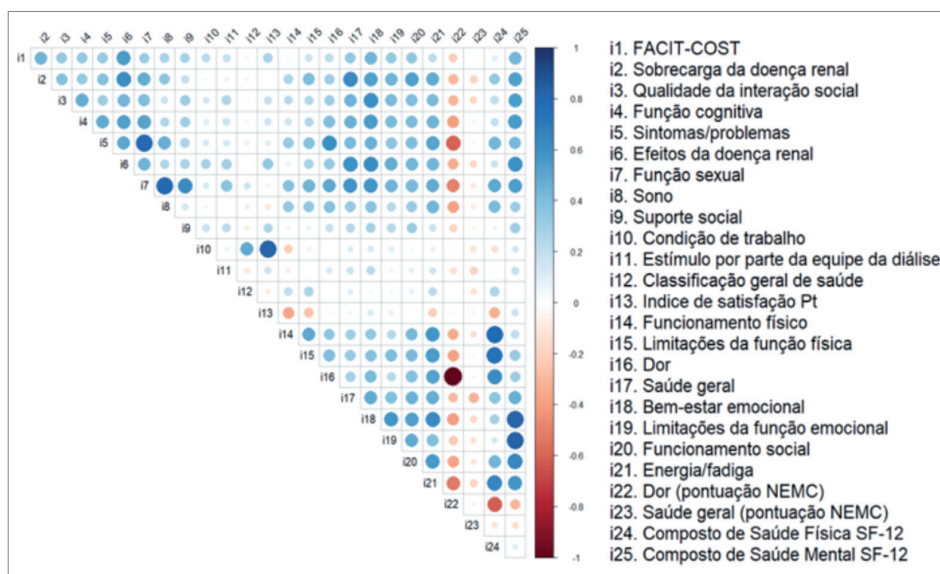 i2 i3 i4 i5 i6 i7 i8 i9 i10 i11 i12 i13 i14 i15 i16 i17 i18 i19 i20 i21 i22 i23 i24 i25
i1
i2
i3
i4
i5
i6
i7
i8
i9
i10
i11
i12
i13
i14
i15
i16
i17
i18
i19
i20
i21
i22
i23
i24
1
0.8
0.6
0.4
0.2
0
-0.2
-0.4
-0.6
-0.8
-1
i1. FACIT-COST
i2. Sobrecarga da doença renal
i3. Qualidade da interação social
i4. Função cognitiva
i5. Sintomas/problemas
i6. Efeitos da doença renal
i7. Função sexual
i8. Sono
i9. Suporte social
i10. Condição de trabalho
i11. Estímulo por parte da equipe da diálise
i12. Classificação geral de saúde
i13. Indice de satisfação Pt
i14. Funcionamento físico
i15. Limitações da função física
i16. Dor
i17. Saúde geral
i18. Bem-estar emocional
i19. Limitações da função emocional
i20. Funcionamento social
i21. Energia/fadiga
i22. Dor (pontuação NEMC)
i23. Saúde geral (pontuação NEMC)
i24. Composto de Saúde Física SF-12
i25. Composto de Saúde Mental SF-12